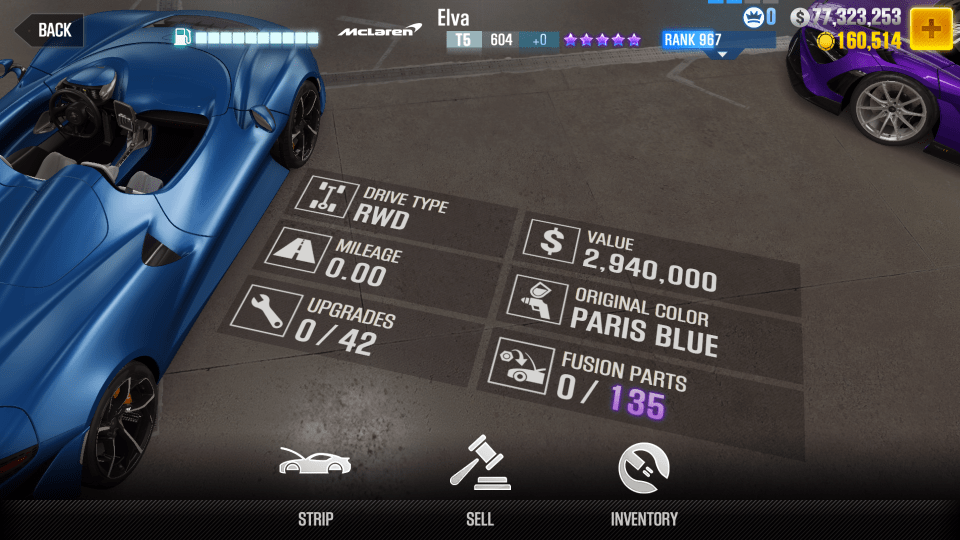 BACK
McLaren
Elva
T5 604 +0
RANK 967
0
77,323,253
160,514
DRIVE TYPE
RWD
MILEAGE
0.00
UPGRADES
0 / 42
VALUE
2,940,000
ORIGINAL COLOR
PARIS BLUE
FUSION PARTS
0 / 135
STRIP
SELL
INVENTORY